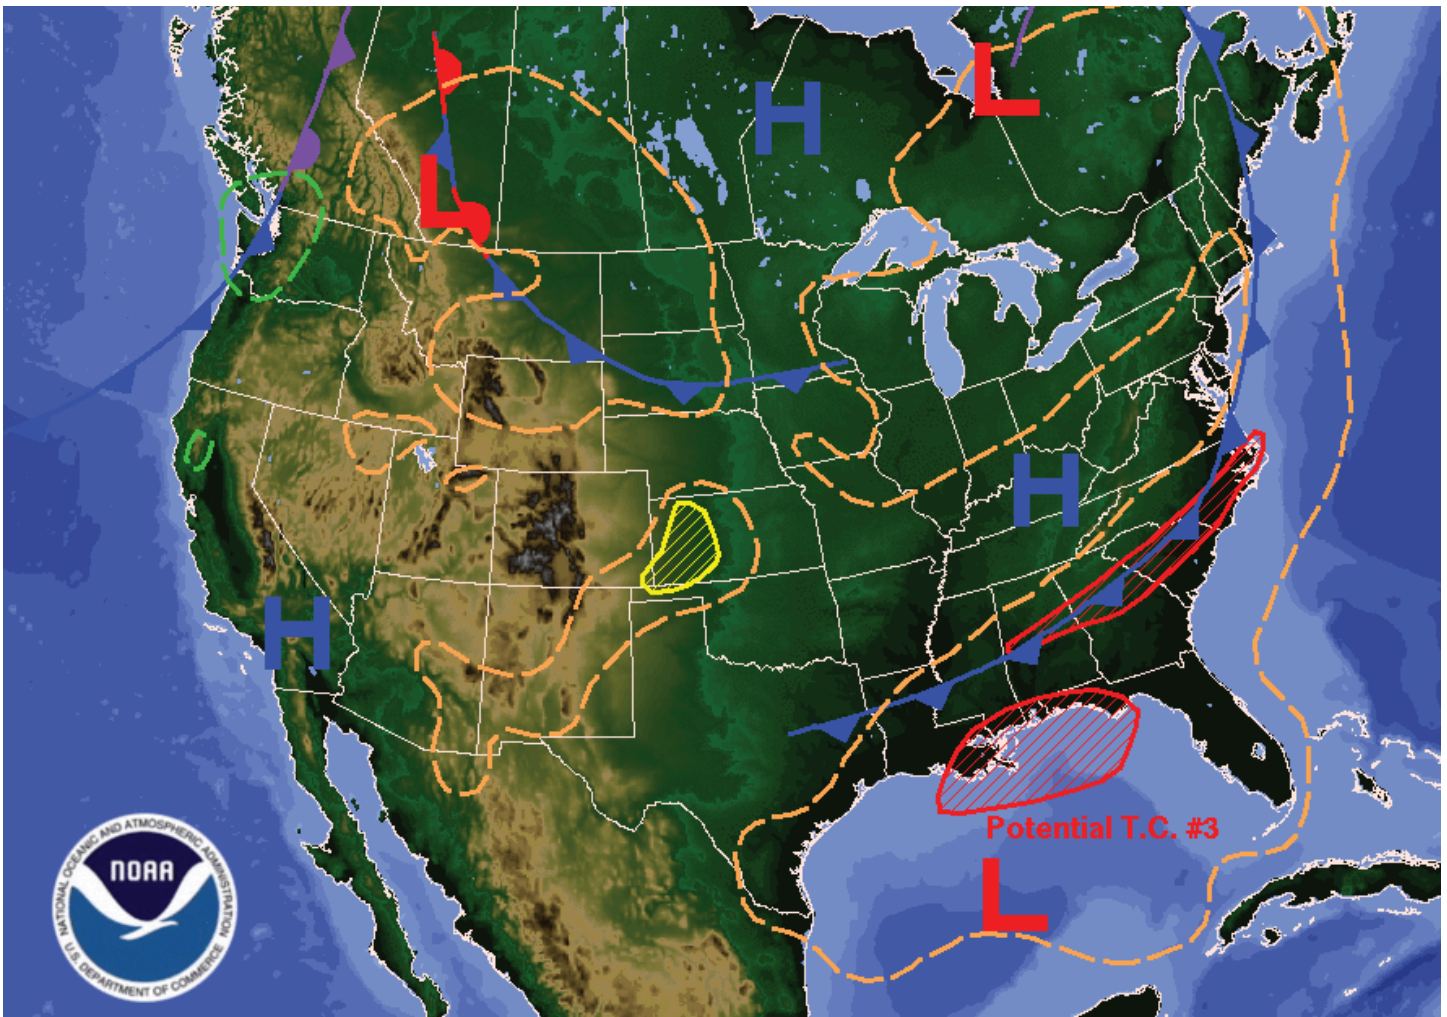 L
H
L
H
H
Potential T.C. #3
L
NATIONAL OCEANIC AND ATMOSPHERIC ADMINISTRATION
NOAA
U.S. DEPARTMENT OF COMMERCE